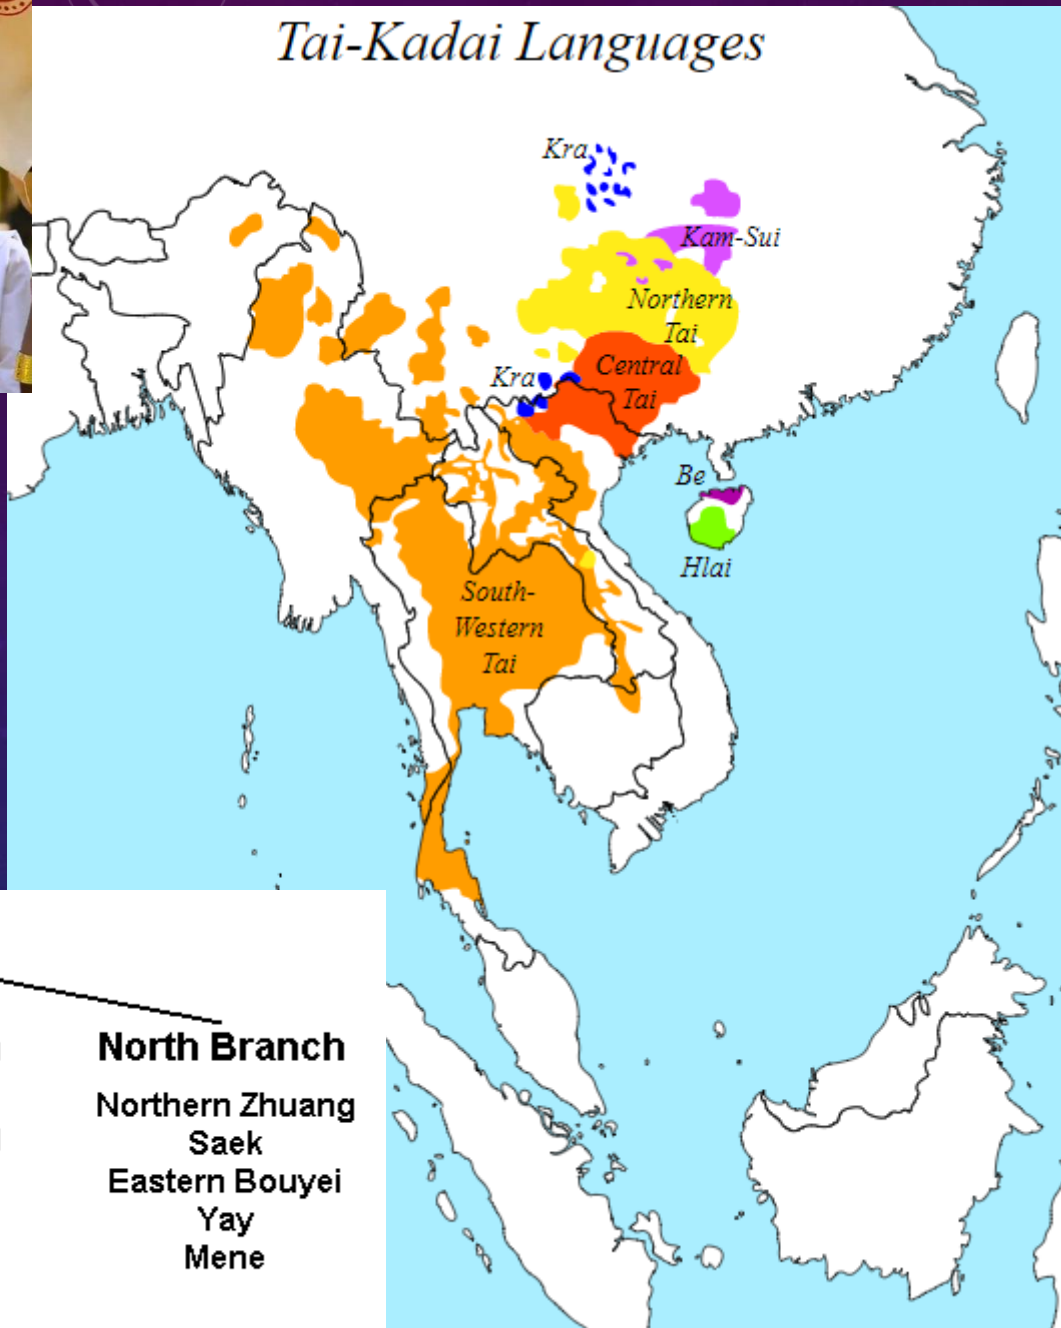 Tai-Kadai Languages
Kra
Kam-Sui
Northern
Tai
Central
Tai
Kra
Be
Hlai
South-
Western
Tai
North Branch
Northern Zhuang
Saek
Eastern Bouyei
Yay
Mene